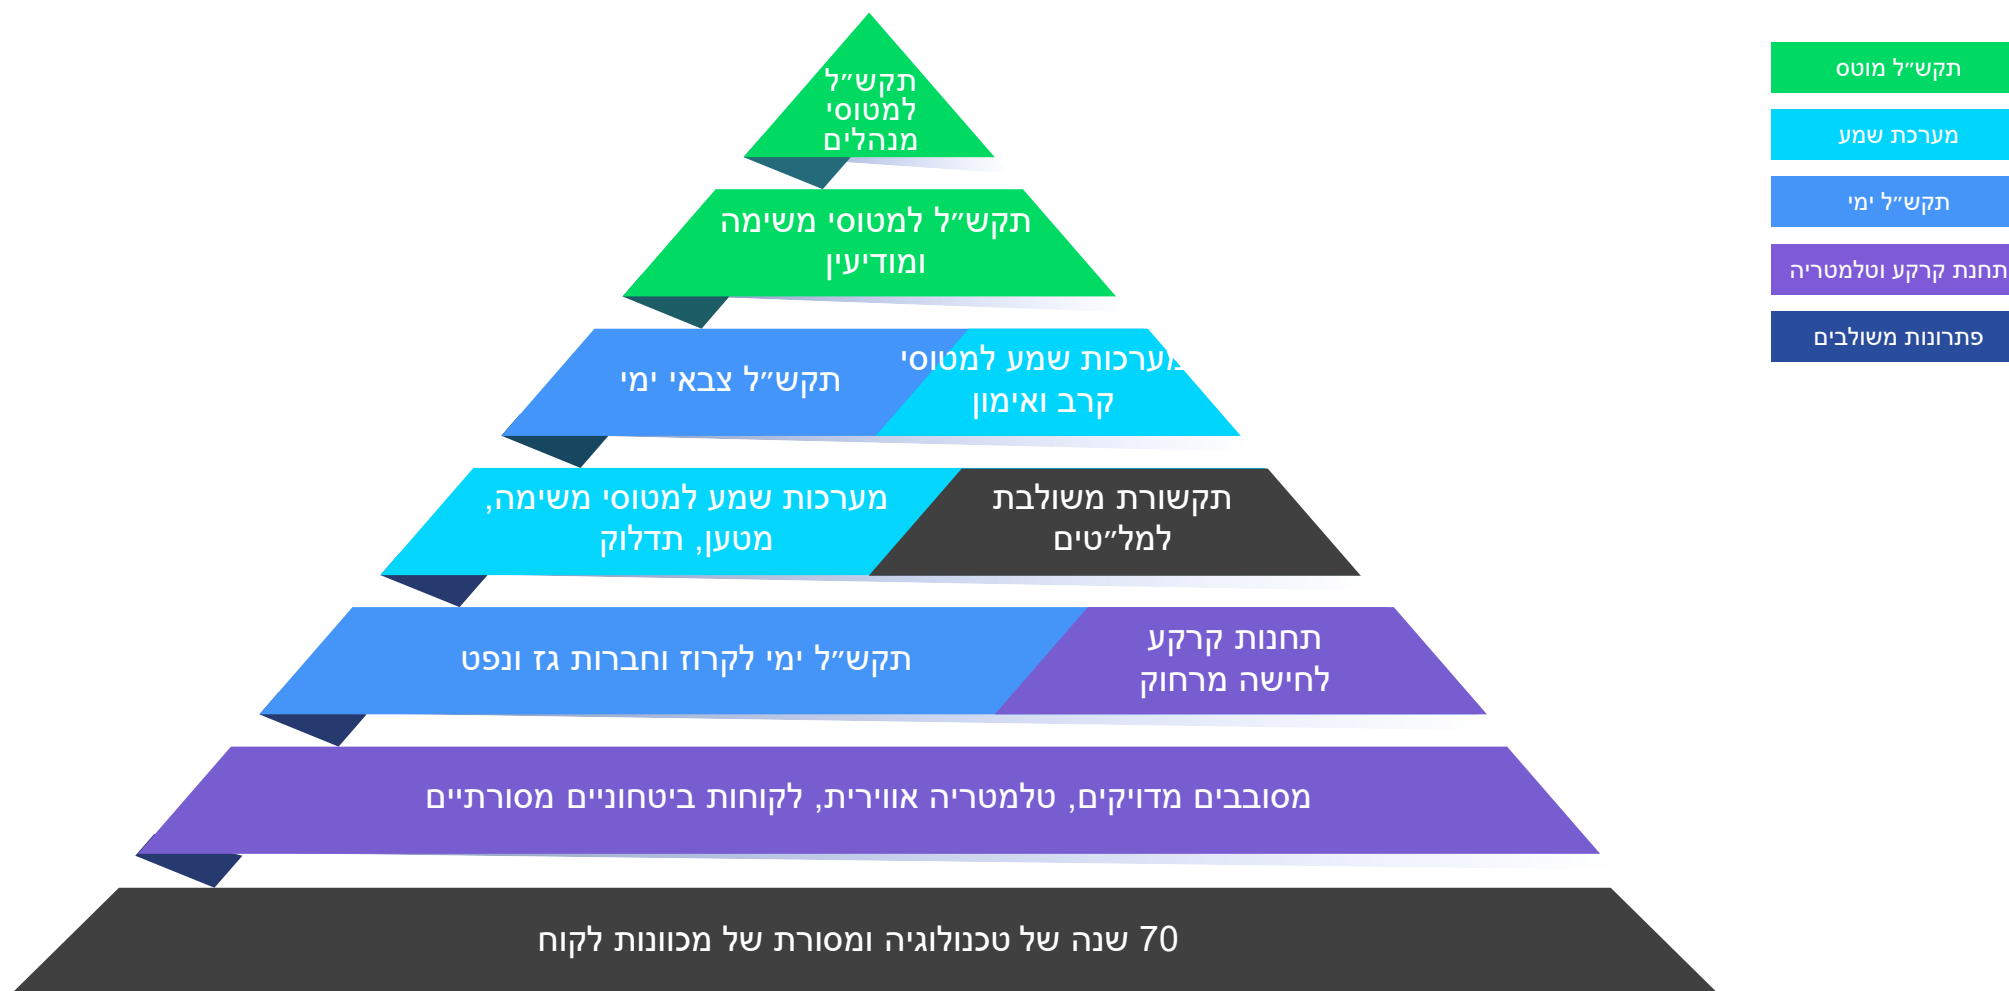 תקש״ל
למטוסי
מנהלים
תקש״ל למטוסי משימה
ומודיעין
מערכות שמע למטוסי
קרב ואימון
תקש״ל צבאי ימי
תקשורת משולבת
למל״טים
מערכות שמע למטוסי משימה,
מטען, תדלוק
תחנות קרקע
לחישה מרחוק
תקש״ל ימי לקרוז וחברות גז ונפט
מסובבים מדויקים, טלמטריה אווירית, לקוחות ביטחוניים מסורתיים
70 שנה של טכנולוגיה ומסורת של מכוונות לקוח
תקש״ל מוטס
מערכת שמע
תקש״ל ימי
תחנת קרקע וטלמטריה
פתרונות משולבים